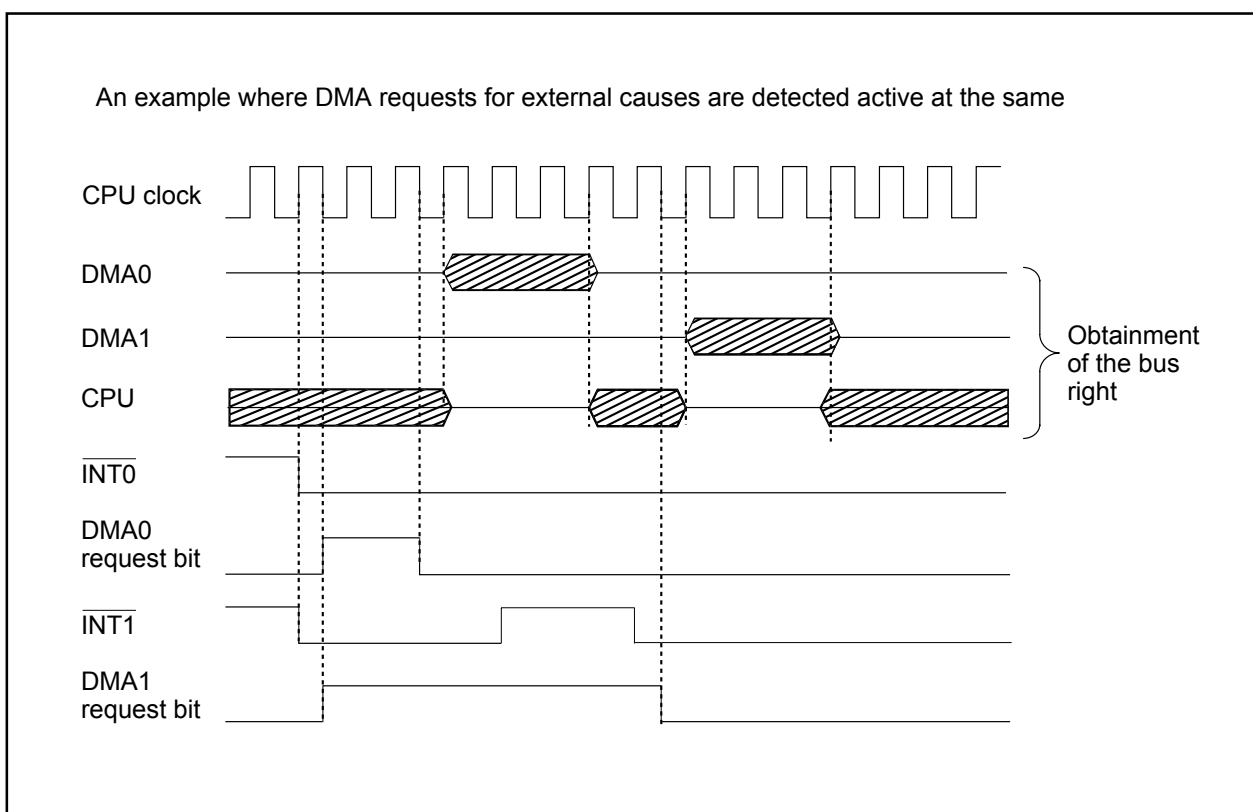 An example where DMA requests for external causes are detected active at the same
CPU clock
DMA0
DMA1
CPU
Obtainment
of the bus
right
INT0
DMA0
request bit
INT1
DMA1
request bit